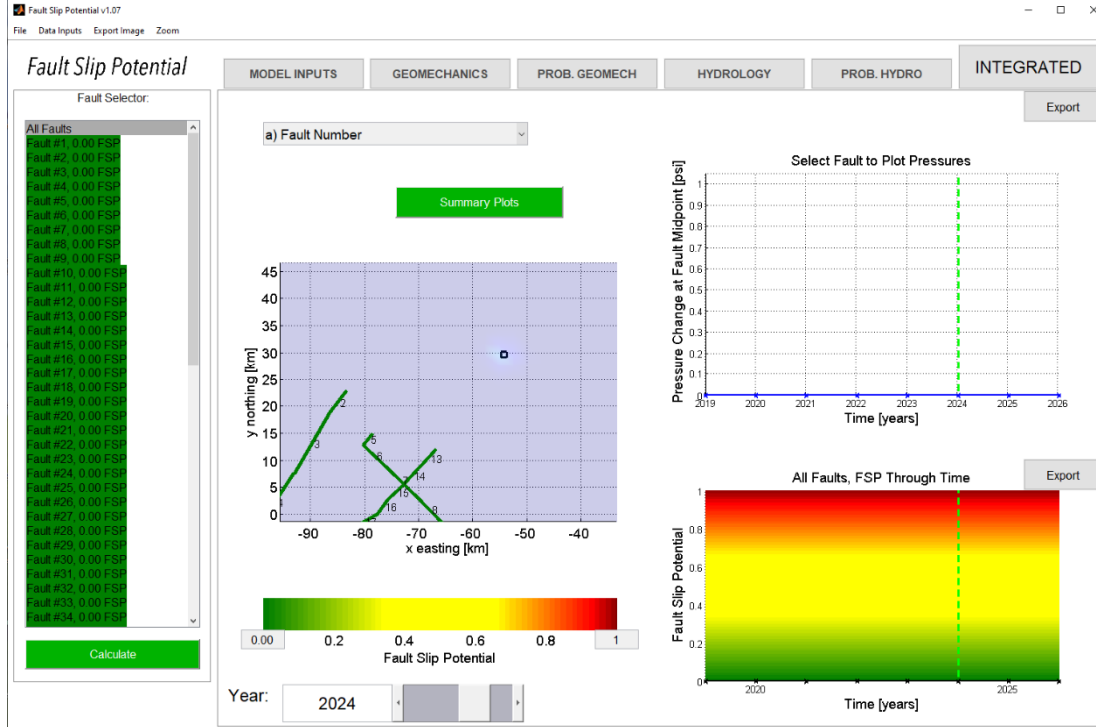 Fault Slip Potential v1.07
File Data Inputs Export Image Zoom
Fault Slip Potential
MODEL INPUTS
GEOMECHANICS
PROB. GEOMECH
HYDROLOGY
PROB. HYDRO
INTEGRATED
Fault Selector:
All Faults
Fault #1, 0.00 FSP
Fault #2, 0.00 FSP
Fault #3, 0.00 FSP
Fault #4, 0.00 FSP
Fault #5, 0.00 FSP
Fault #6, 0.00 FSP
Fault #7, 0.00 FSP
Fault #8, 0.00 FSP
Fault #9, 0.00 FSP
Fault #10, 0.00 FSP
Fault #11, 0.00 FSP
Fault #12, 0.00 FSP
Fault #13, 0.00 FSP
Fault #14, 0.00 FSP
Fault #15, 0.00 FSP
Fault #16, 0.00 FSP
Fault #17, 0.00 FSP
Fault #18, 0.00 FSP
Fault #19, 0.00 FSP
Fault #20, 0.00 FSP
Fault #21, 0.00 FSP
Fault #22, 0.00 FSP
Fault #23, 0.00 FSP
Fault #24, 0.00 FSP
Fault #25, 0.00 FSP
Fault #26, 0.00 FSP
Fault #27, 0.00 FSP
Fault #28, 0.00 FSP
Fault #29, 0.00 FSP
Fault #30, 0.00 FSP
Fault #31, 0.00 FSP
Fault #32, 0.00 FSP
Fault #33, 0.00 FSP
Fault #34, 0.00 FSP
Calculate
a) Fault Number
Summary Plots
y northing [km]
45
40
35
30
25
20
15
10
5
0
2
3
5
6
13
14
15
16
8
-90 -80 -70 -60 -50 -40
x easting [km]
0.00 0.2 0.4 0.6 0.8 1
Fault Slip Potential
Year: 2024
Export
Select Fault to Plot Pressures
Pressure Change at Fault Midpoint [psi]
1
0.9
0.8
0.7
0.6
0.5
0.4
0.3
0.2
0.1
0
2019 2020 2021 2022 2023 2024 2025 2026
Time [years]
Export
All Faults, FSP Through Time
Fault Slip Potential
1
0.8
0.6
0.4
0.2
0
2020 2025
Time [years]